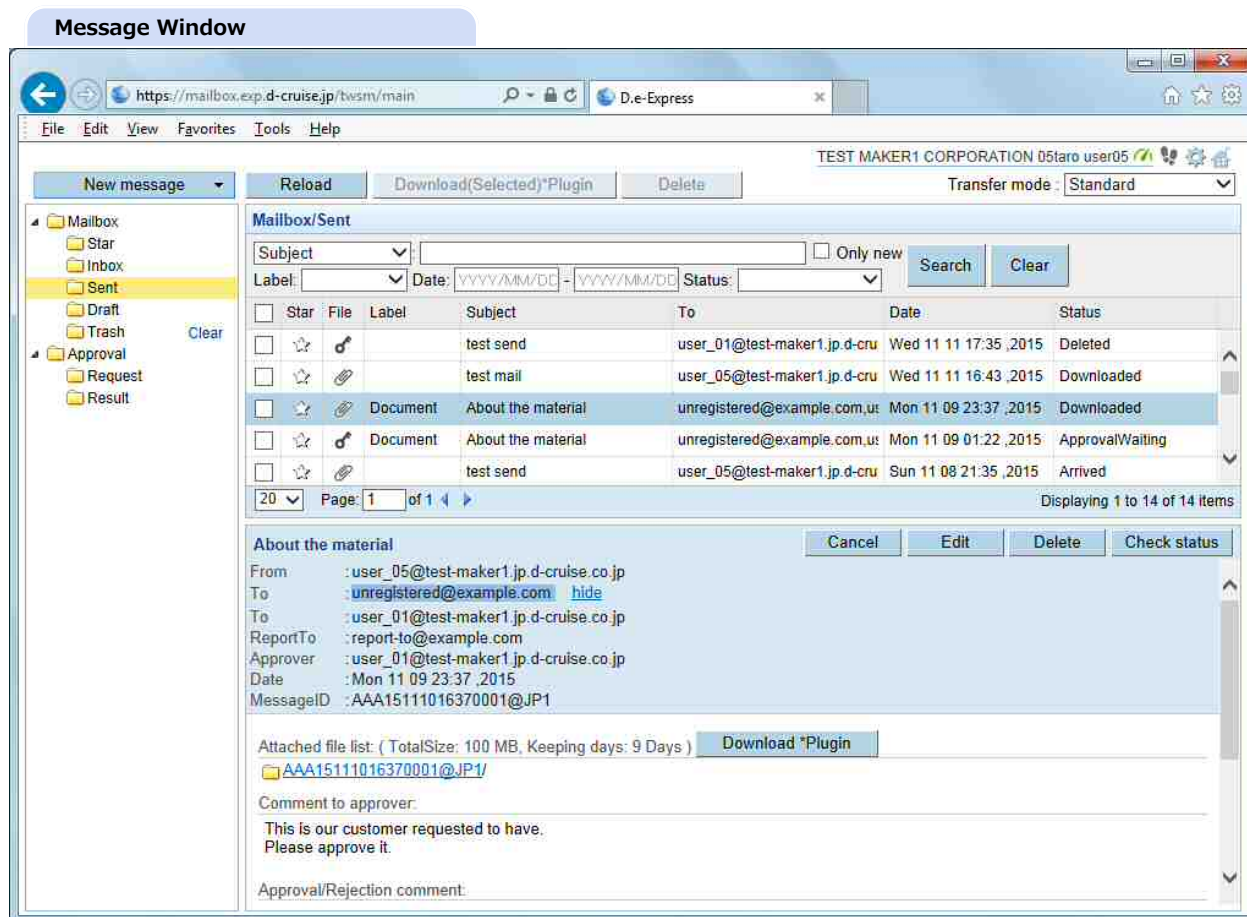 Message Window
https://mailbox.exp.d-cruise.jp/twsm/main
D.e-Express
File Edit View Favorites Tools Help
TEST MAKER1 CORPORATION 05taro user05
New message
Reload Download(Selected)*Plugin Delete Transfer mode : Standard
Mailbox
Star
Inbox
Sent
Draft
Trash Clear
Approval
Request
Result
Mailbox/Sent
Subject : Only new Search Clear
Label: Date: YYYY/MM/DD - YYYY/MM/DD Status:
Star File Label Subject To Date Status
test send user_01@test-maker1.jp.d-cru Wed 11 11 17:35 ,2015 Deleted
test mail user_05@test-maker1.jp.d-cru Wed 11 11 16:43 ,2015 Downloaded
Document About the material unregistered@example.com,us Mon 11 09 23:37 ,2015 Downloaded
Document About the material unregistered@example.com,us Mon 11 09 01:22 ,2015 ApprovalWaiting
test send user_05@test-maker1.jp.d-cru Sun 11 08 21:35 ,2015 Arrived
20 Page: 1 of 1 Displaying 1 to 14 of 14 items
About the material Cancel Edit Delete Check status
From :user_05@test-maker1.jp.d-cruise.co.jp
To :unregistered@example.com hide
To :user_01@test-maker1.jp.d-cruise.co.jp
ReportTo :report-to@example.com
Approver :user_01@test-maker1.jp.d-cruise.co.jp
Date :Mon 11 09 23:37 ,2015
MessageID :AAA15111016370001@JP1
Attached file list: ( TotalSize: 100 MB, Keeping days: 9 Days ) Download *Plugin
AAA15111016370001@JP1/
Comment to approver:
This is our customer requested to have.
Please approve it.
Approval/Rejection comment: